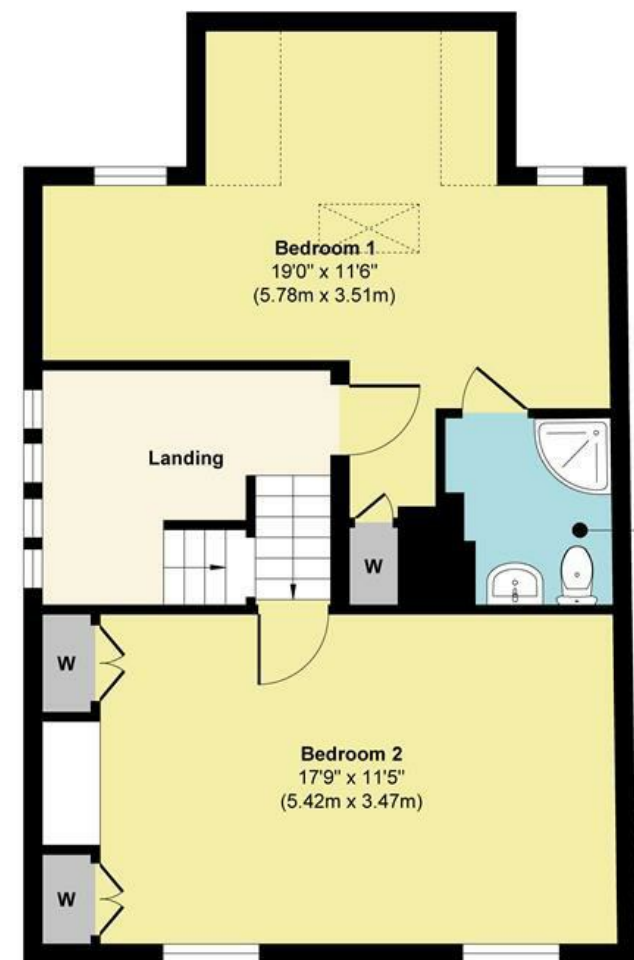 Bedroom 1
19'0" x 11'6"
(5.78m x 3.51m)
Landing
W
W
Bedroom 2
17'9" x 11'5"
(5.42m x 3.47m)
W